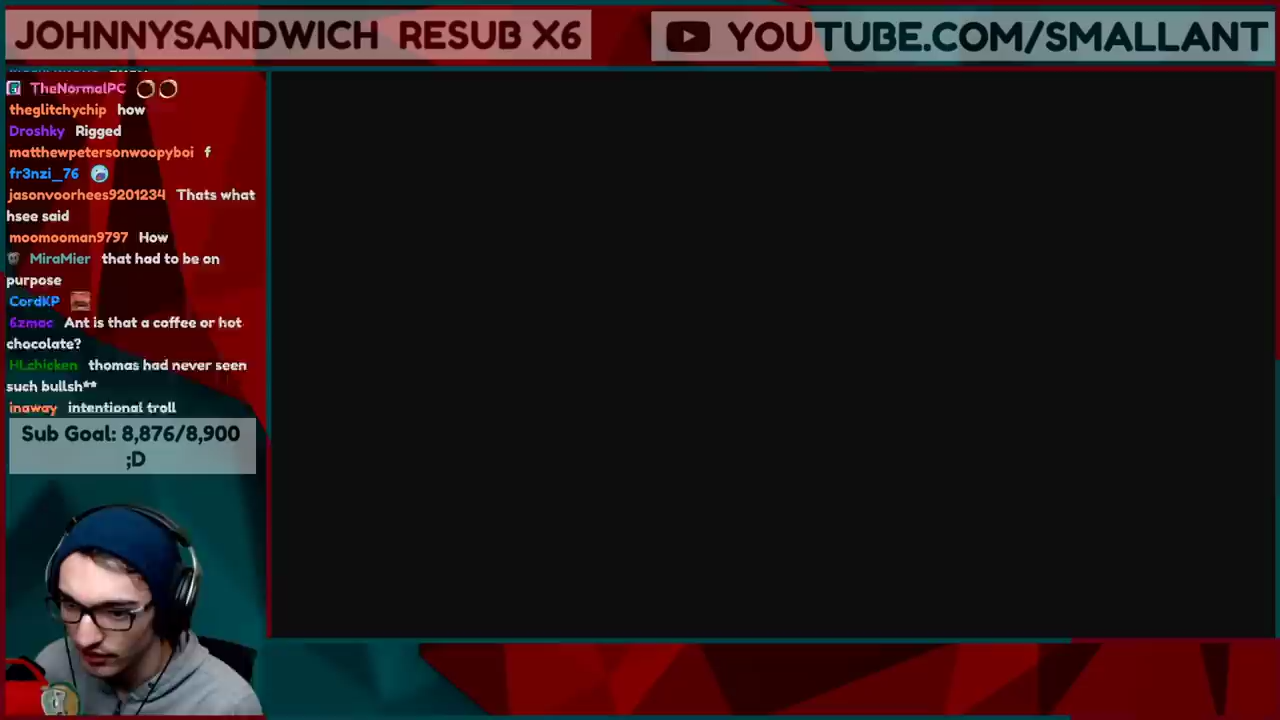 JOHNNYSANDWICH RESUB X6
YOUTUBE.COM/SMALLANT
TheNormalPC
theglitchychip how
Droshky Rigged
matthewpetersonwoopyboi f
fr3nzi_76
jasonvoorhees9201234 Thats what
hsee said
moomooman9797 How
MiraMier that had to be on
purpose
CordKP
6zmac Ant is that a coffee or hot
chocolate?
HLchicken thomas had never seen
such bullsh**
inaway intentional troll
Sub Goal: 8,876/8,900
;D